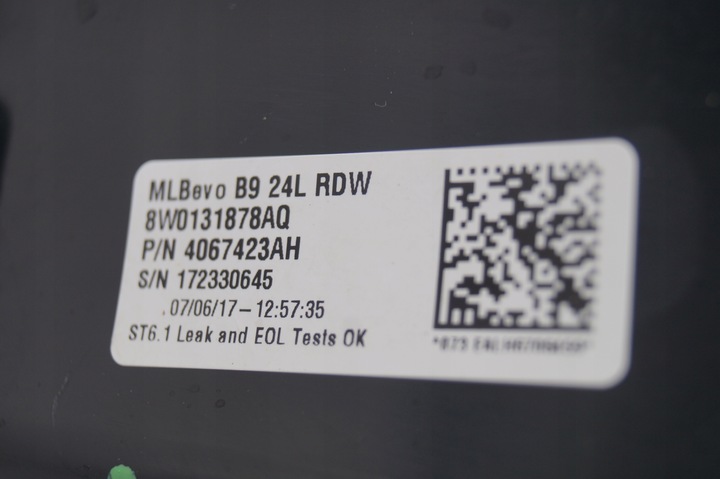 MLBevo B9 24L RDW
8W0131878AQ
P/N 4067423AH
S/N 172330645
.07/06/17-12:57:35
ST6.1 Leak and EOL Tests OK